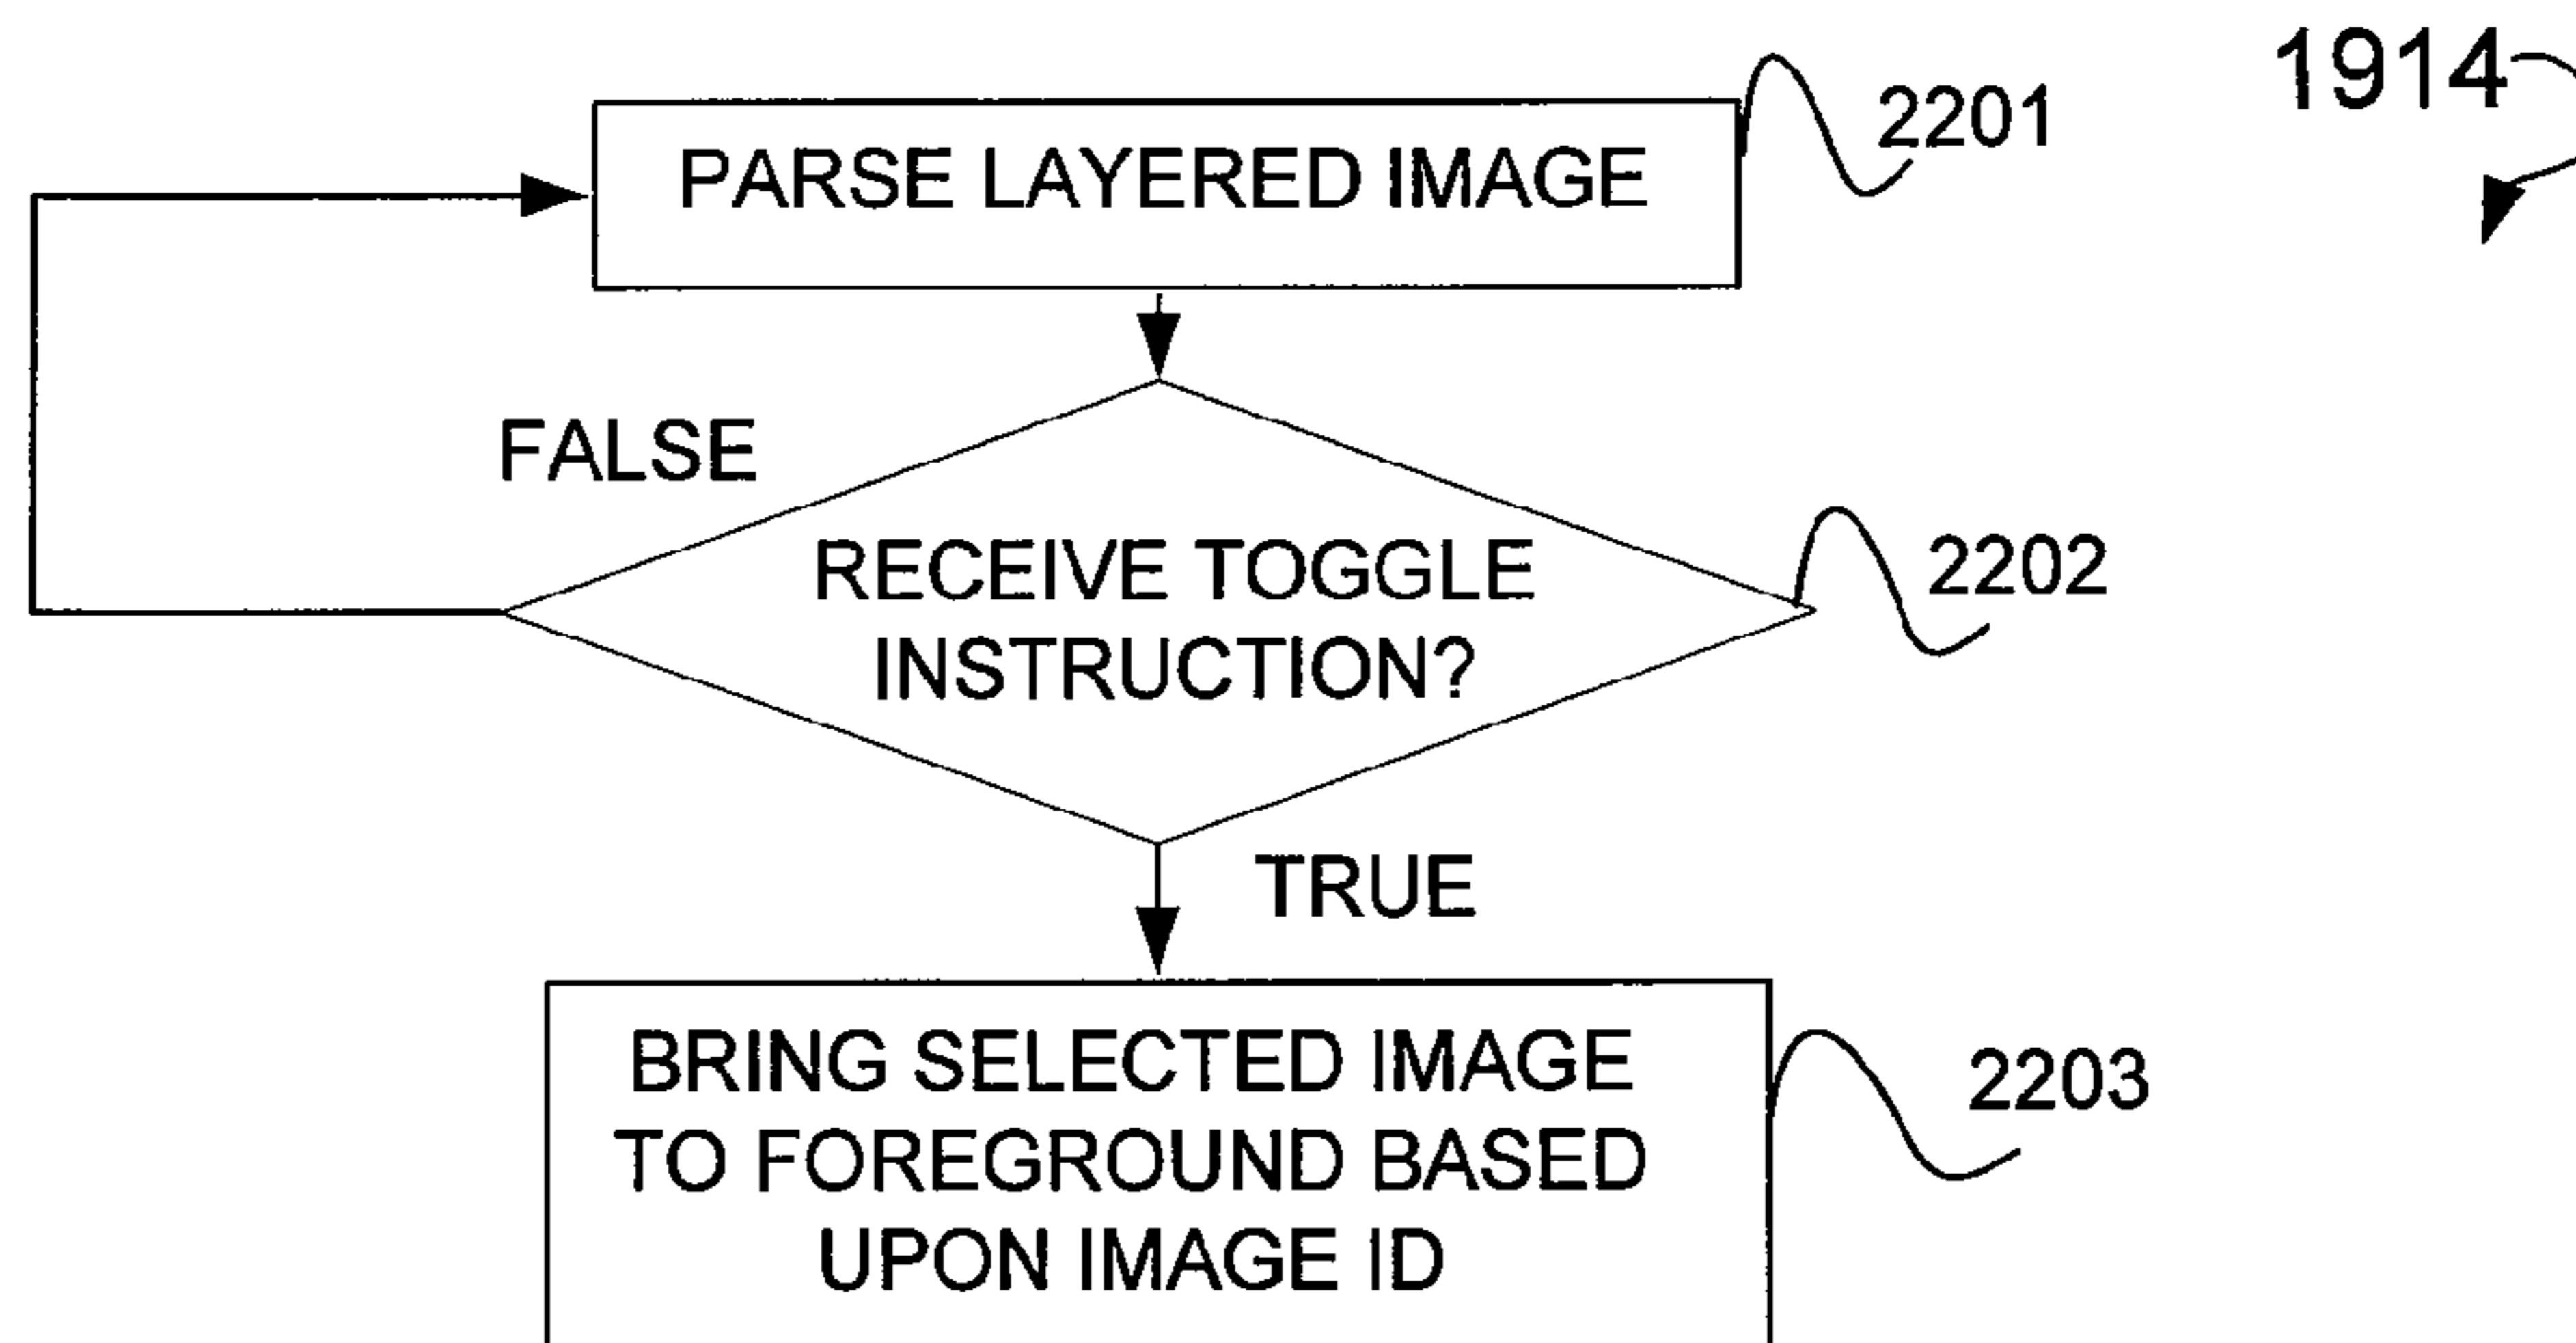 1914
PARSE LAYERED IMAGE
2201
FALSE
RECEIVE TOGGLE
INSTRUCTION?
2202
TRUE
BRING SELECTED IMAGE
TO FOREGROUND BASED
UPON IMAGE ID
2203